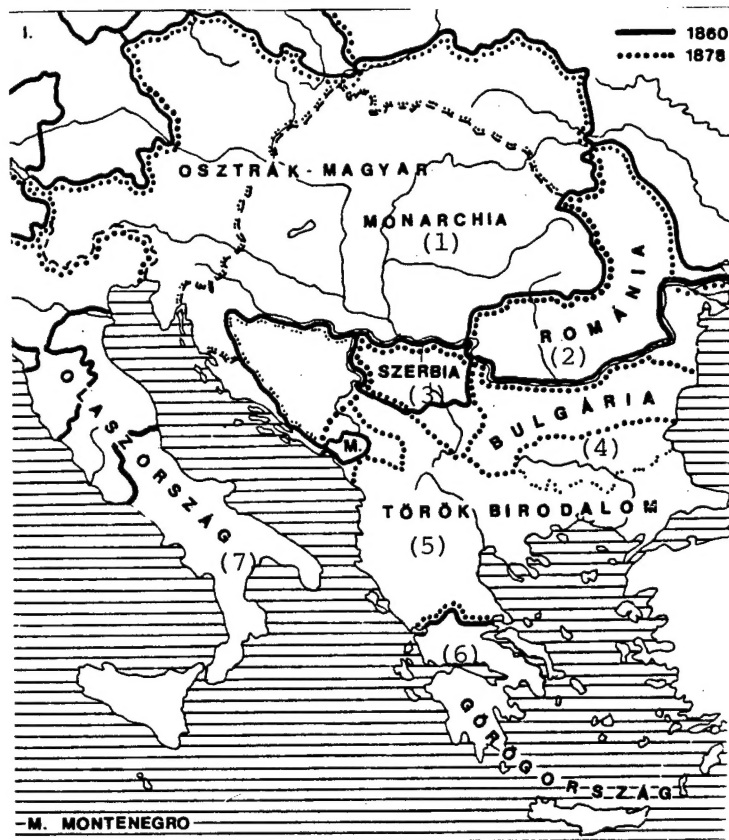 I.
1860
1878
OSZTRÁK-MAGYAR
MONARCHIA
(1)
ROMÁNIA
(2)
SZERBIA
(3)
BULGÁRIA
(4)
M.
OLASZORSZÁG
(7)
TÖRÖK BIRODALOM
(5)
(6)
GÖRÖGORSZÁG
M. MONTENEGRO